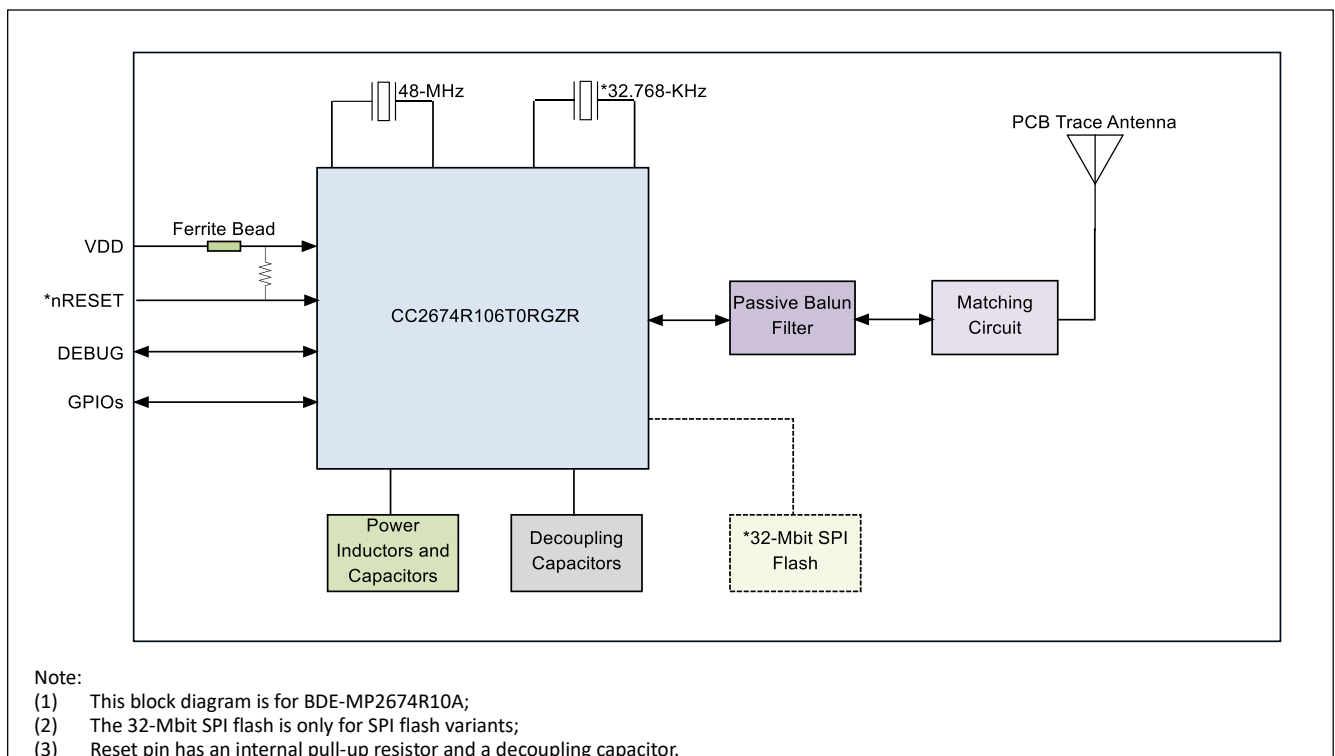 48-MHz
*32.768-KHz
PCB Trace Antenna
Ferrite Bead
VDD
*nRESET
DEBUG
GPIOs
CC2674R106T0RGZR
Passive Balun
Filter
Matching
Circuit
Power
Inductors and
Capacitors
Decoupling
Capacitors
*32-Mbit SPI
Flash
Note:
(1) This block diagram is for BDE-MP2674R10A;
(2) The 32-Mbit SPI flash is only for SPI flash variants;
(3) Reset pin has an internal pull-up resistor and a decoupling capacitor.